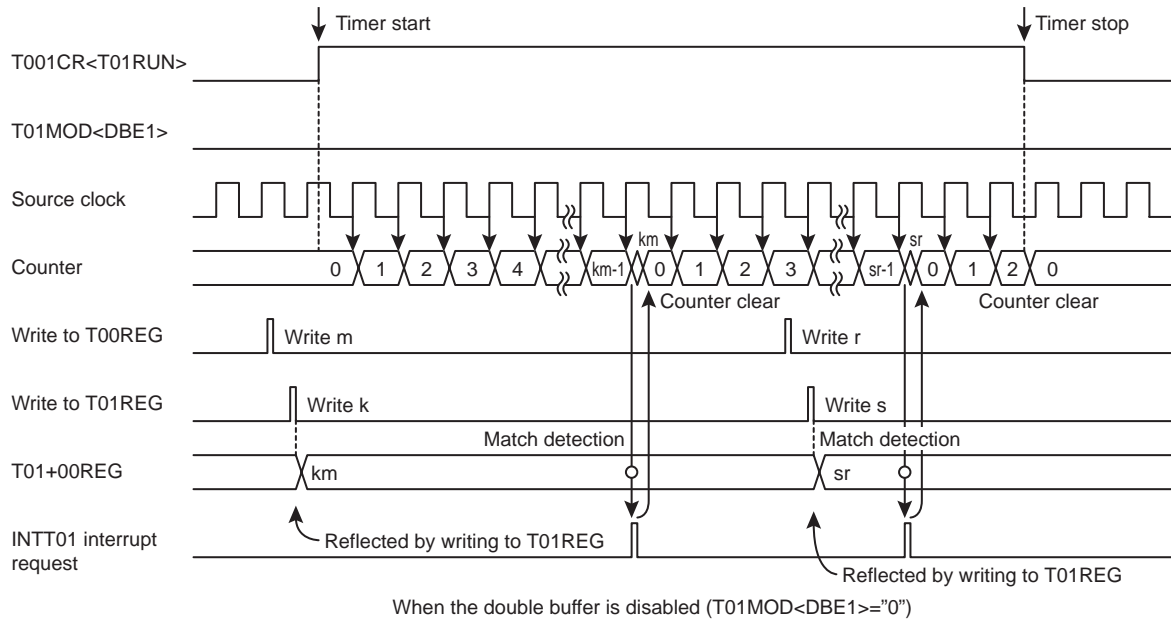 Timer start
Timer stop
T001CR<T01RUN>
T01MOD<DBE1>
Source clock
km
sr
Counter
0 1 2 3 4 km-1 0 1 2 3 sr-1 0 1 2 0
Counter clear
Counter clear
Write to T00REG
Write m
Write r
Write to T01REG
Write k
Write s
Match detection
Match detection
T01+00REG
km
sr
INTT01 interrupt
request
Reflected by writing to T01REG
Reflected by writing to T01REG
When the double buffer is disabled (T01MOD<DBE1>=”0”)